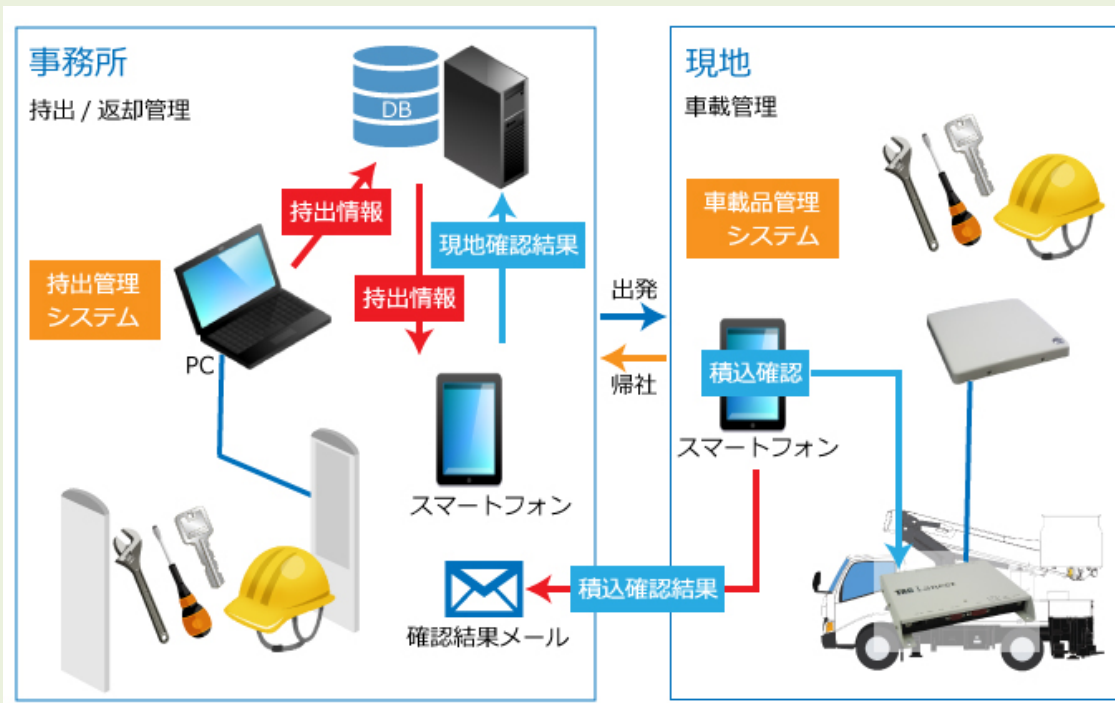 事務所
持出 / 返却管理
DB
持出情報
現地確認結果
持出情報
持出管理
システム
PC
スマートフォン
確認結果メール
出発
帰社
現地
車載管理
車載品管理
システム
積込確認
スマートフォン
積込確認結果